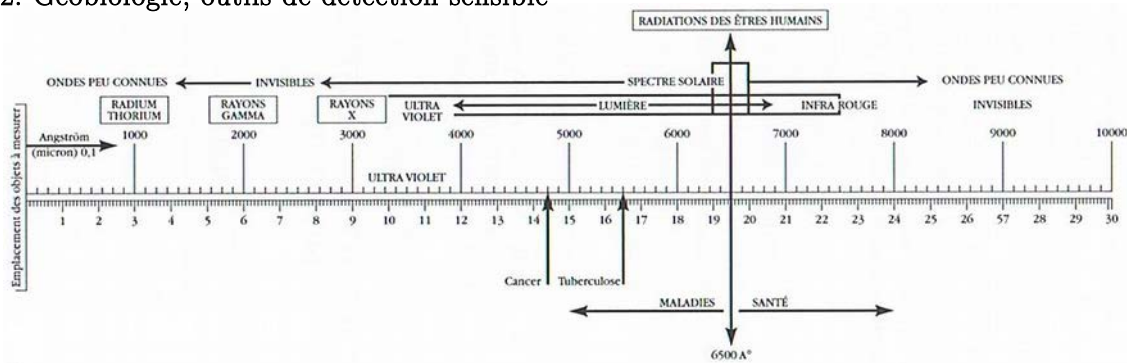 2. Géobiologie, outils de détection sensible
RADIATIONS DES ÊTRES HUMAINS
ONDES PEU CONNUES
INVISIBLES
SPECTRE SOLAIRE
ONDES PEU CONNUES
RADIUM THORIUM
RAYONS GAMMA
RAYONS X
ULTRA VIOLET
LUMIÈRE
INFRA ROUGE
INVISIBLES
Angström
(micron) 0,1
1000 2000 3000 4000 5000 6000 7000 8000 9000 10000
Emplacement des objets à mesurer
ULTRA VIOLET
1 2 3 4 5 6 7 8 9 10 11 12 13 14 15 16 17 18 19 20 21 22 23 24 25 26 57 28 29 30
Cancer
Tuberculose
MALADIES
SANTÉ
6500 A°